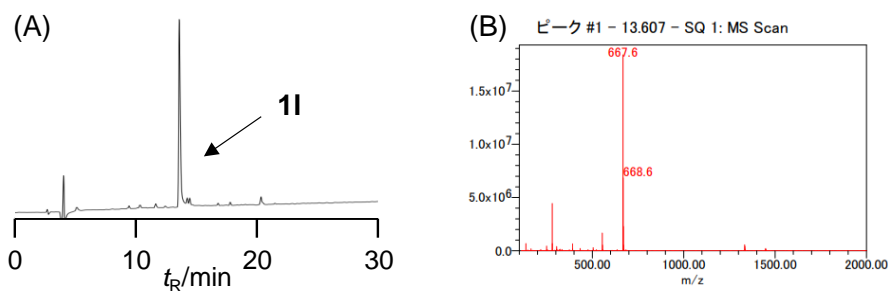 (A)
1l
0
10
20
30
tR/min
(B)
ピーク #1 - 13.607 - SQ 1: MS Scan
667.6
668.6
1.5x10⁷
1.0x10⁷
5.0x10⁶
0.0
500.00
1000.00
1500.00
2000.00
m/z